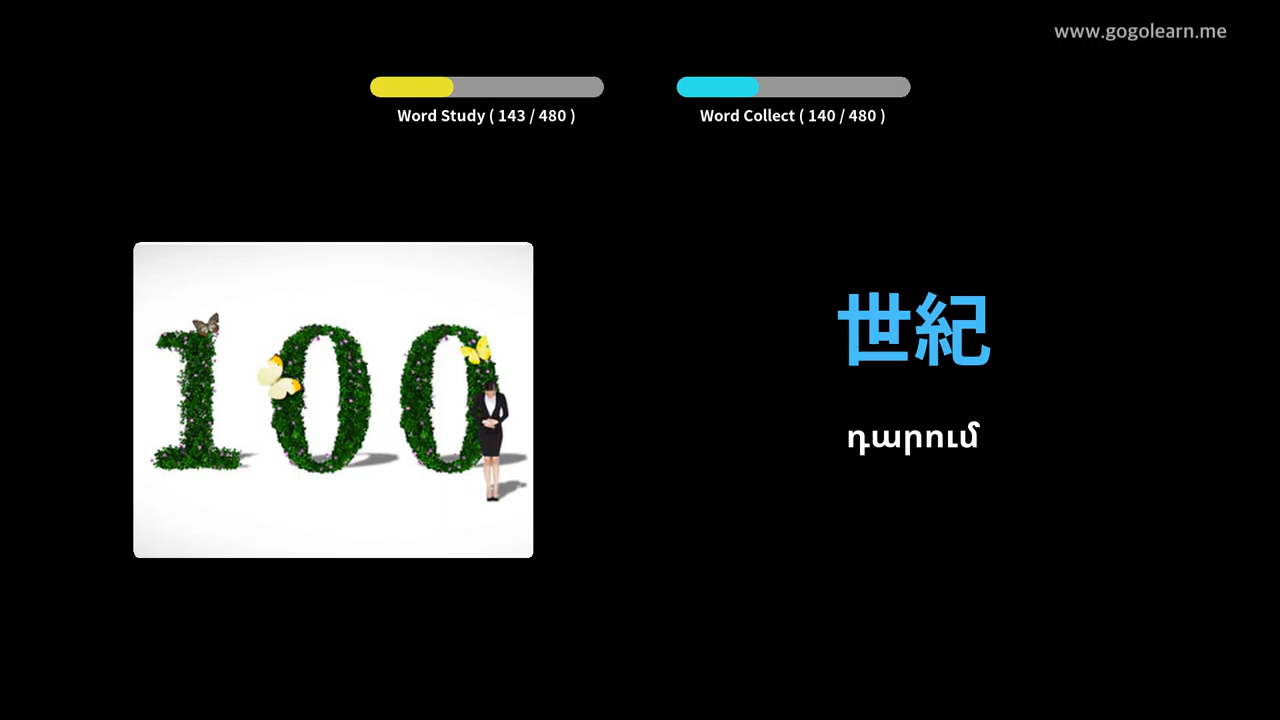 www.gogolearn.me
Word Study ( 143 / 480 )
Word Collect ( 140 / 480 )
100
世紀
դարում